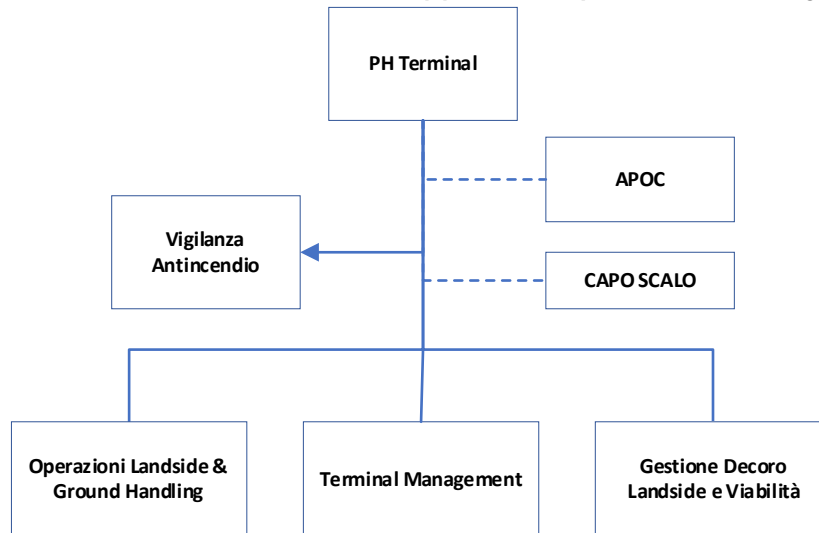 PH Terminal
APOC
Vigilanza
Antincendio
CAPO SCALO
Operazioni Landside &
Ground Handling
Terminal Management
Gestione Decoro
Landside e Viabilità